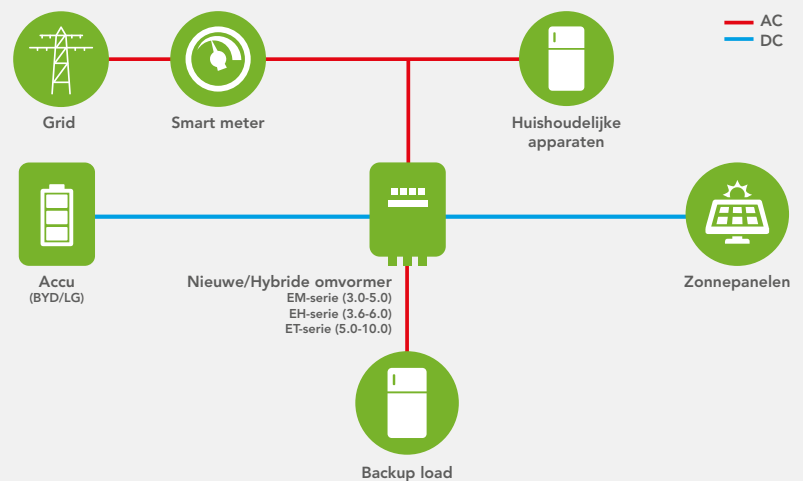 AC
DC
Grid
Smart meter
Huishoudelijke
apparaten
Accu
(BYD/LG)
Nieuwe/Hybride omvormer
EM-serie (3.0-5.0)
EH-serie (3.6-6.0)
ET-serie (5.0-10.0)
Zonnepanelen
Backup load